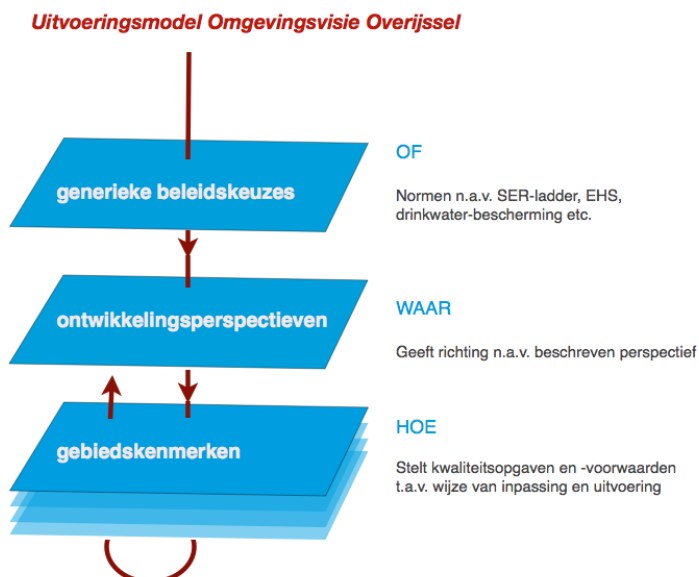 Uitvoeringsmodel Omgevingsvisie Overijssel
generieke beleidskeuzes
OF
Normen n.a.v. SER-ladder, EHS,
drinkwater-bescherming etc.
ontwikkelingsperspectieven
WAAR
Geeft richting n.a.v. beschreven perspectief
gebiedskenmerken
HOE
Stelt kwaliteitsopgaven en -voorwaarden
t.a.v. wijze van inpassing en uitvoering